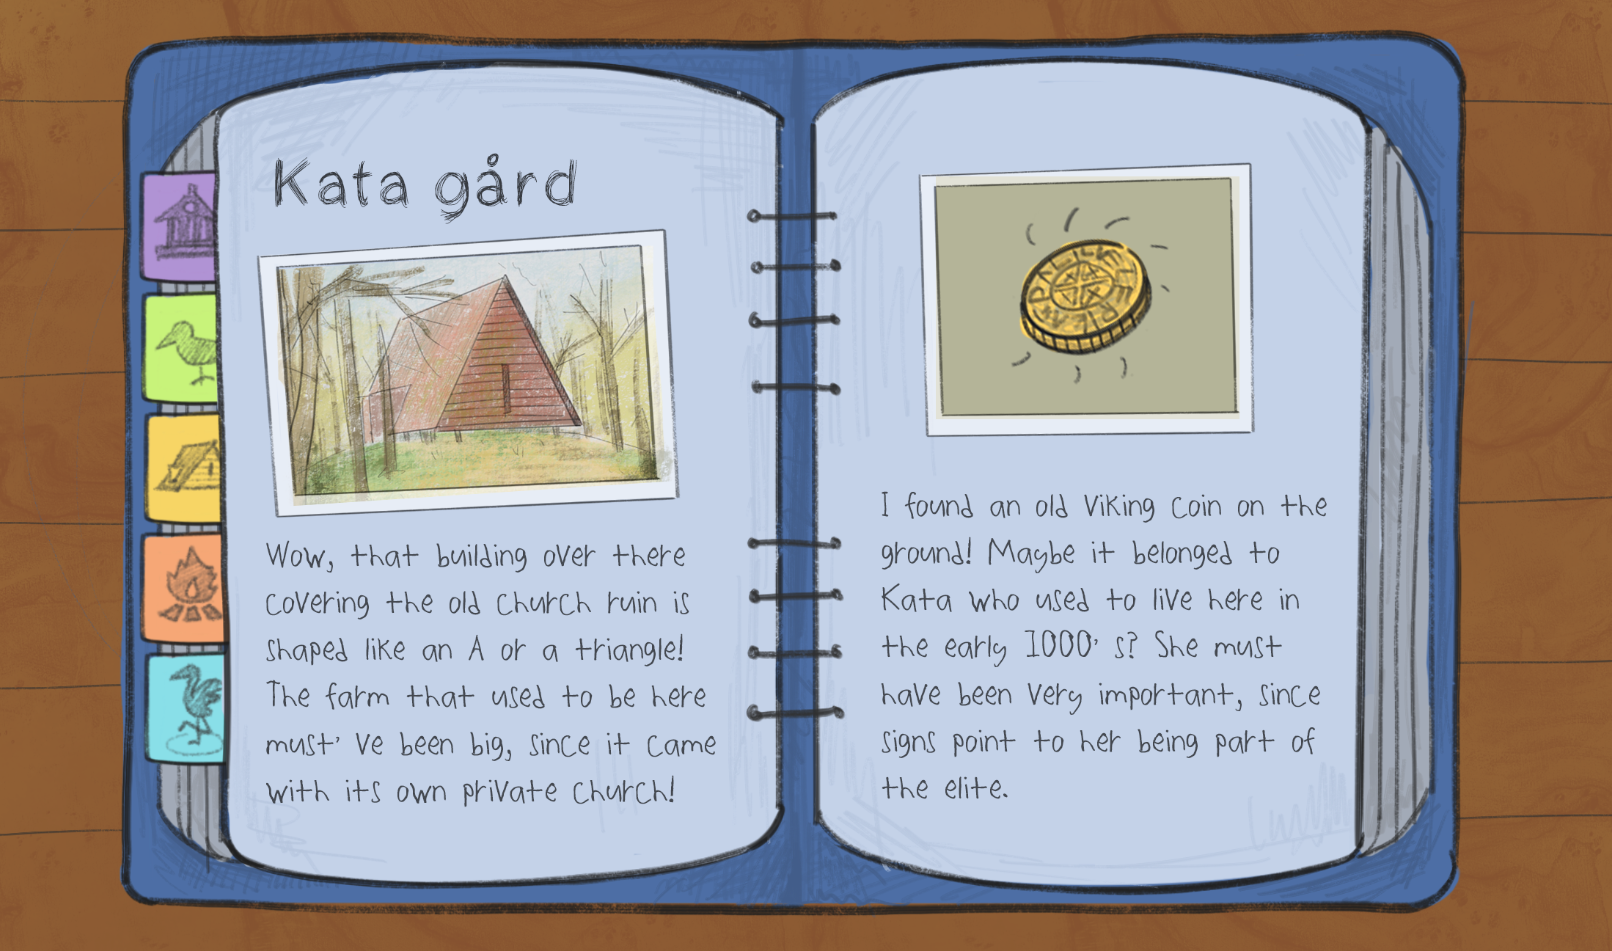 Kata gård
Wow, that building over there
covering the old church ruin is
shaped like an A or a triangle!
The farm that used to be here
must' ve been big, since it came
with its own private church!
I found an old Viking coin on the
ground! Maybe it belonged to
Kata who used to live here in
the early 1000' s? She must
have been very important, since
signs point to her being part of
the elite.